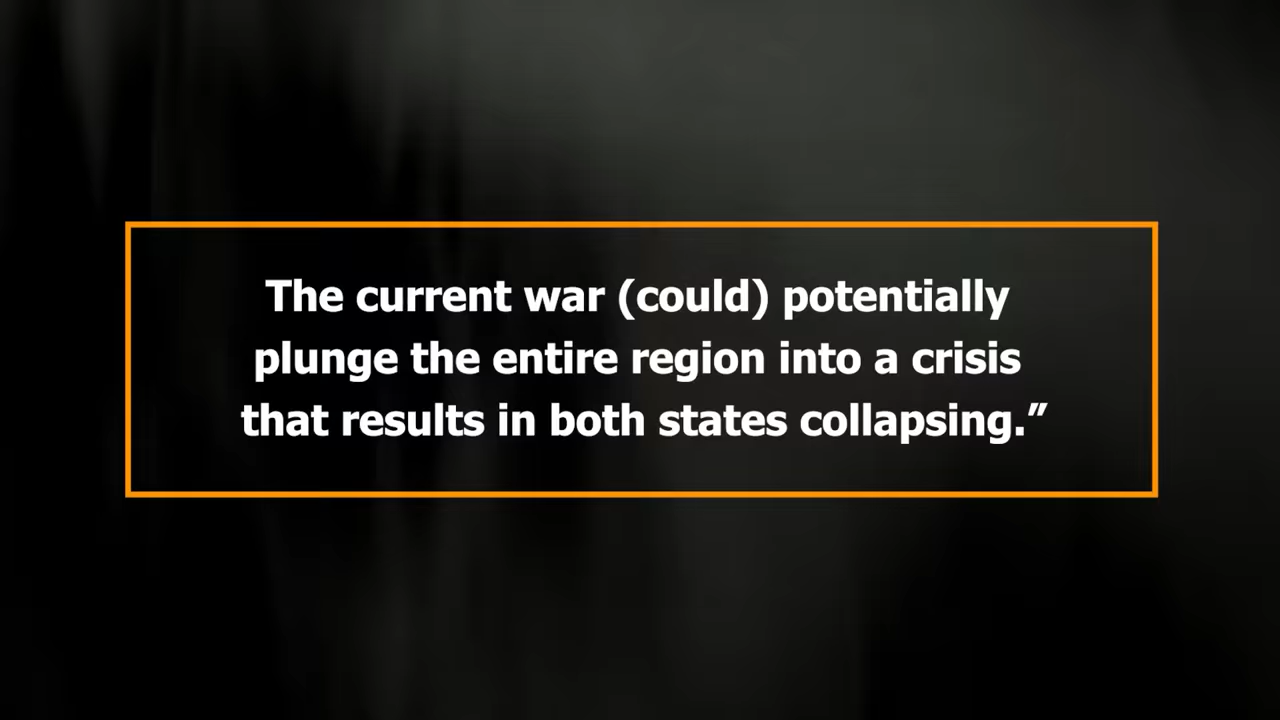 The current war (could) potentially
plunge the entire region into a crisis
that results in both states collapsing.”